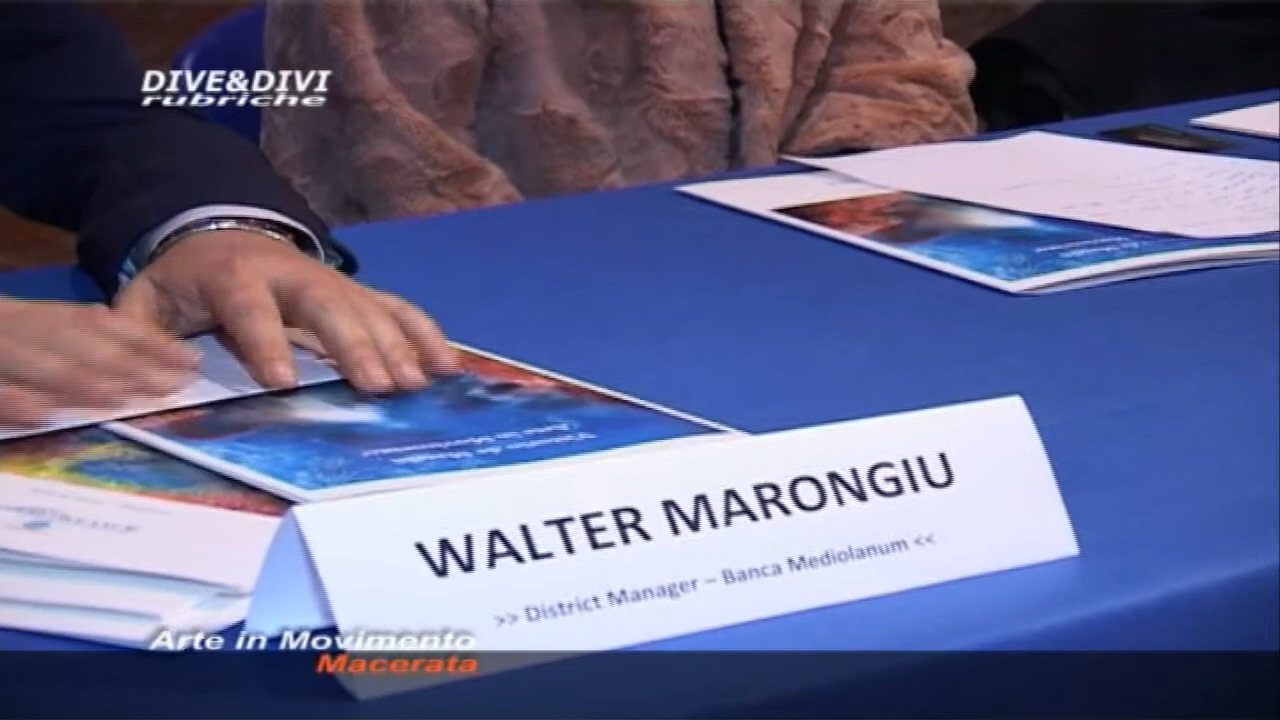 DIVE&DIVI
rubriche
WALTER MARONGIU
>> District Manager – Banca Mediolanum <<
Arte in Movimento
Macerata